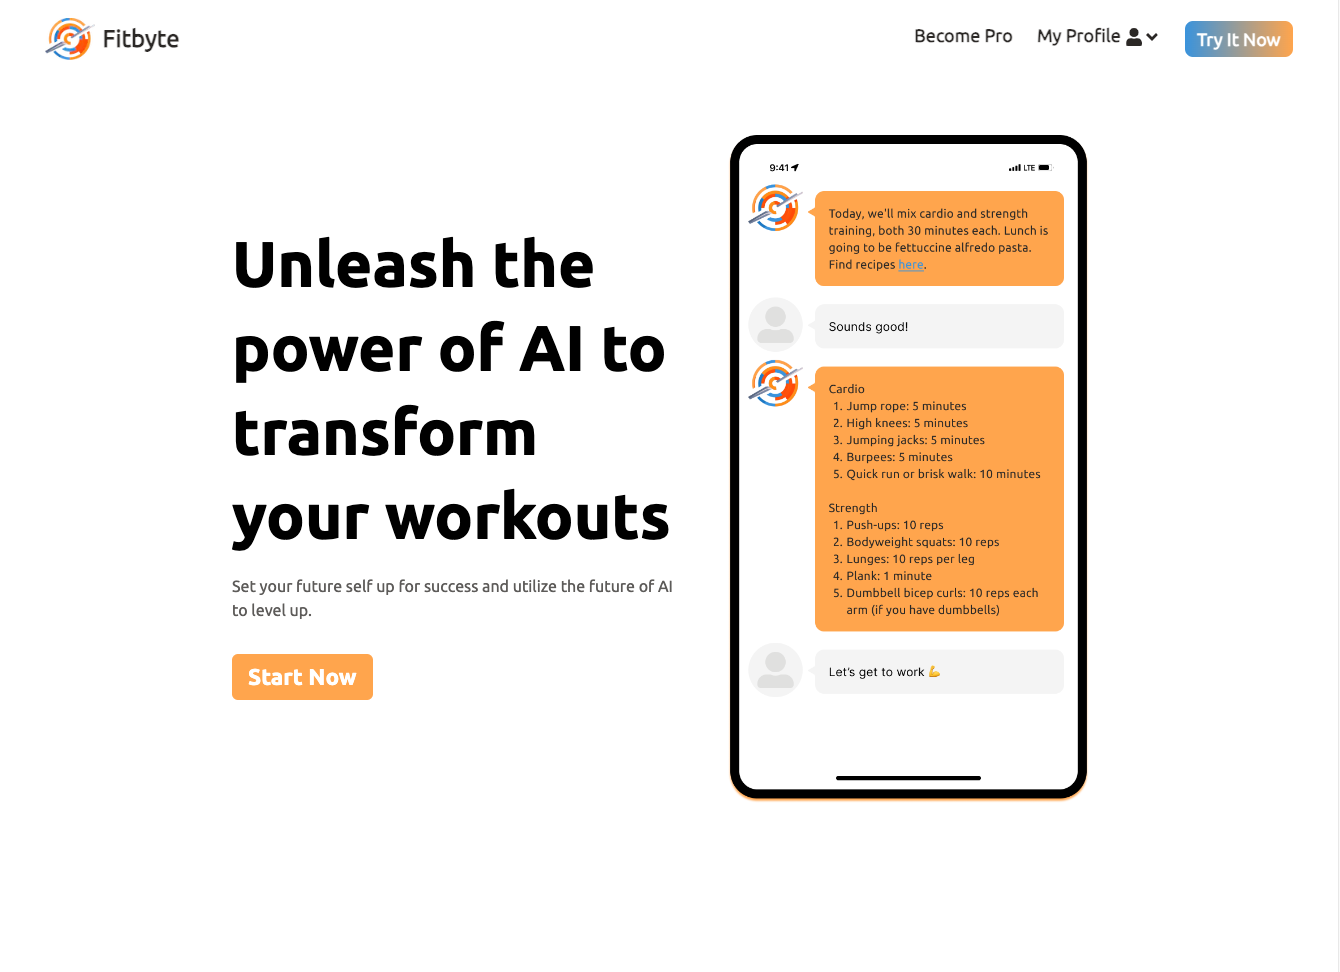 Fitbyte
Become Pro
My Profile
Try It Now
Unleash the
power of AI to
transform
your workouts
Set your future self up for success and utilize the future of AI
to level up.
Start Now
9:41
LTE
Today, we'll mix cardio and strength
training, both 30 minutes each. Lunch is
going to be fettuccine alfredo pasta.
Find recipes here.
Sounds good!
Cardio
1. Jump rope: 5 minutes
2. High knees: 5 minutes
3. Jumping jacks: 5 minutes
4. Burpees: 5 minutes
5. Quick run or brisk walk: 10 minutes
Strength
1. Push-ups: 10 reps
2. Bodyweight squats: 10 reps
3. Lunges: 10 reps per leg
4. Plank: 1 minute
5. Dumbbell bicep curls: 10 reps each
arm (if you have dumbbells)
Let's get to work 💪